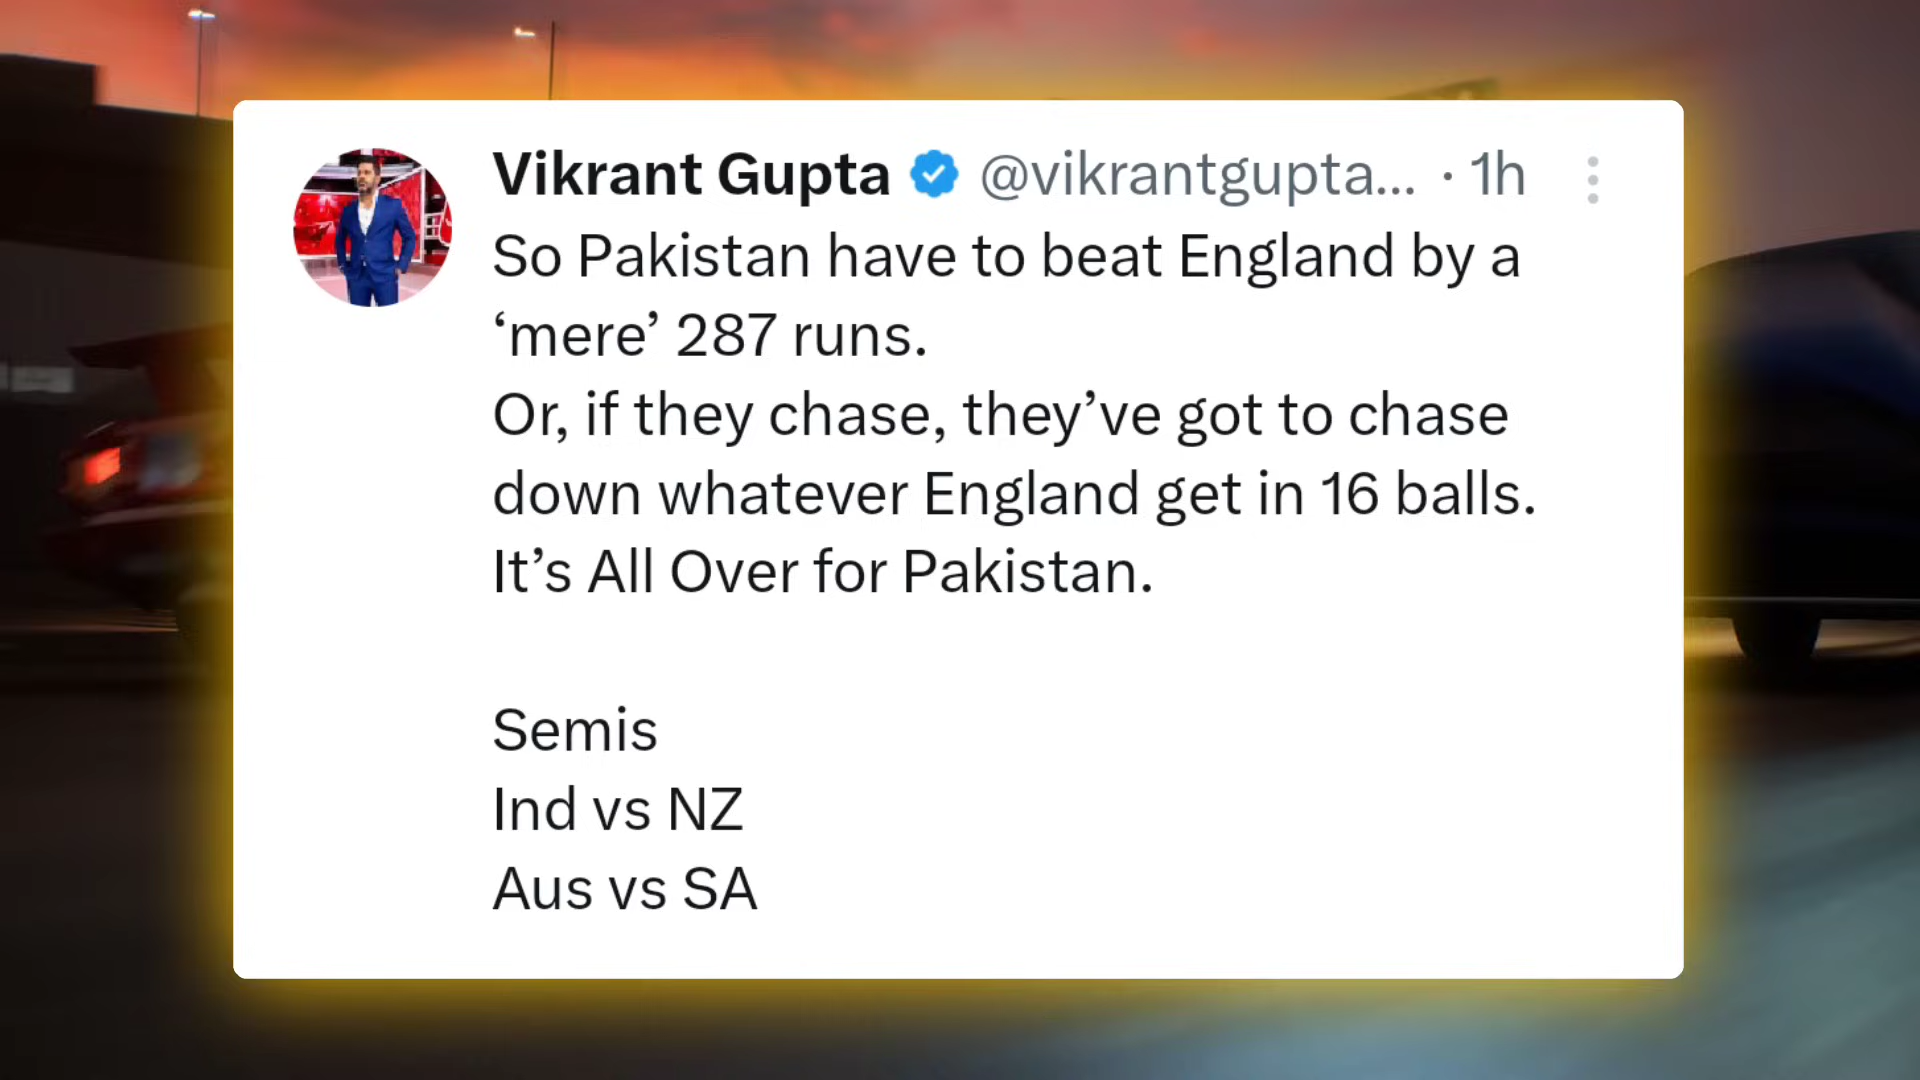 Vikrant Gupta @vikrantgupta... · 1h
So Pakistan have to beat England by a
‘mere’ 287 runs.
Or, if they chase, they’ve got to chase
down whatever England get in 16 balls.
It’s All Over for Pakistan.
Semis
Ind vs NZ
Aus vs SA